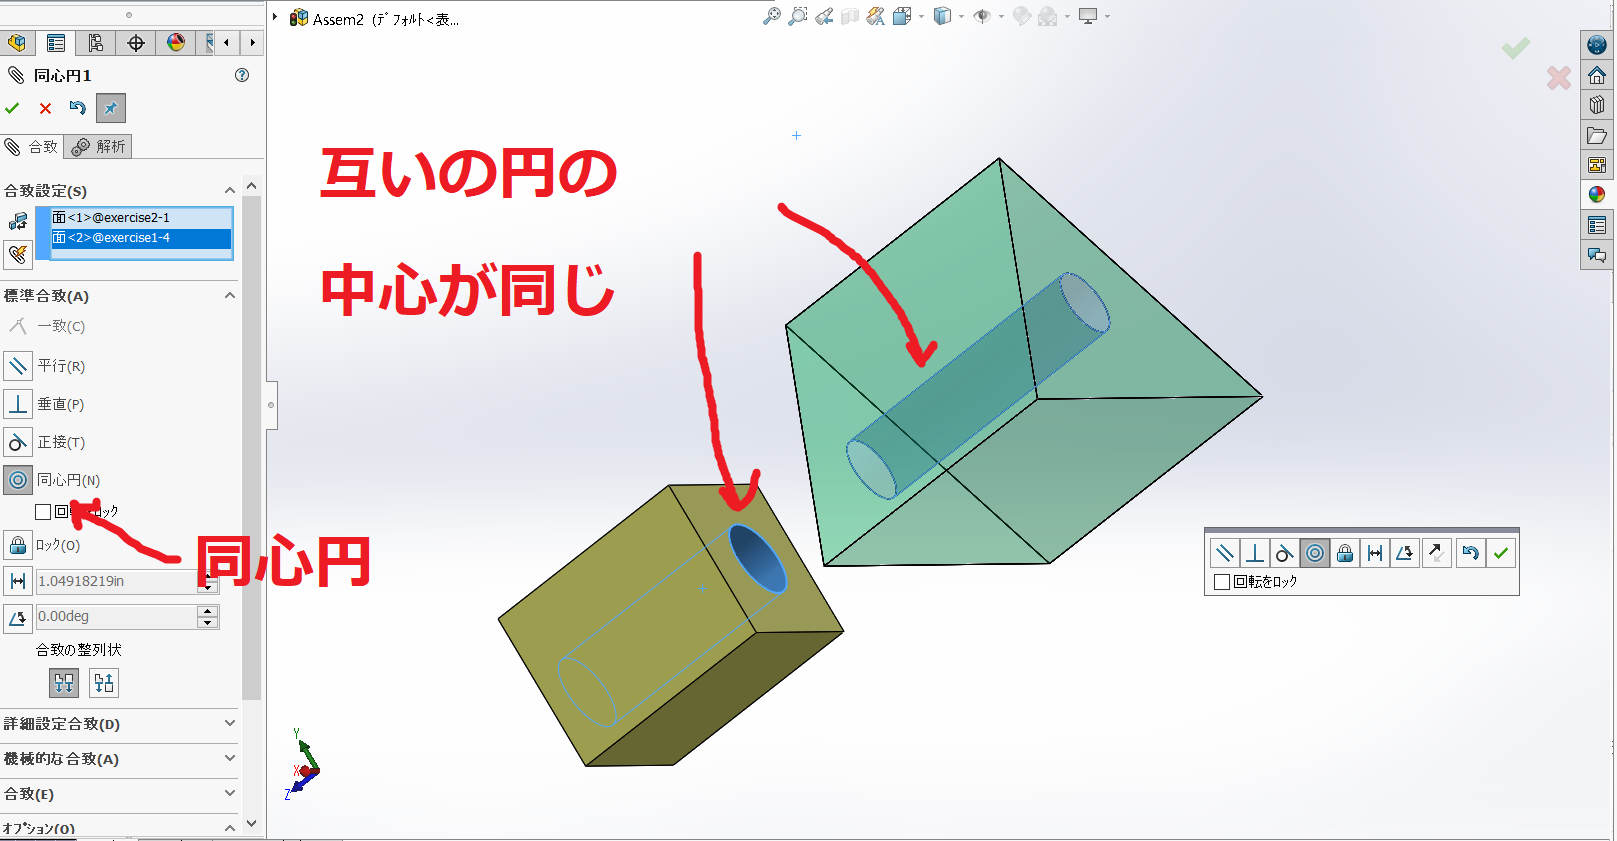 Assem2 (ﾃﾞﾌｫﾙﾄ<表...
同心円1
合致
解析
合致設定(S)
面<1>@exercise2-1
面<2>@exercise1-4
標準合致(A)
一致(C)
平行(R)
垂直(P)
正接(T)
同心円(N)
ロック(O)
1.04918219in
0.00deg
合致の整列状
詳細設定合致(D)
機械的な合致(A)
合致(E)
ｵﾌﾟｼｮﾝ(O)
互いの円の
中心が同じ
同心円
回転をロック
Y
X
Z